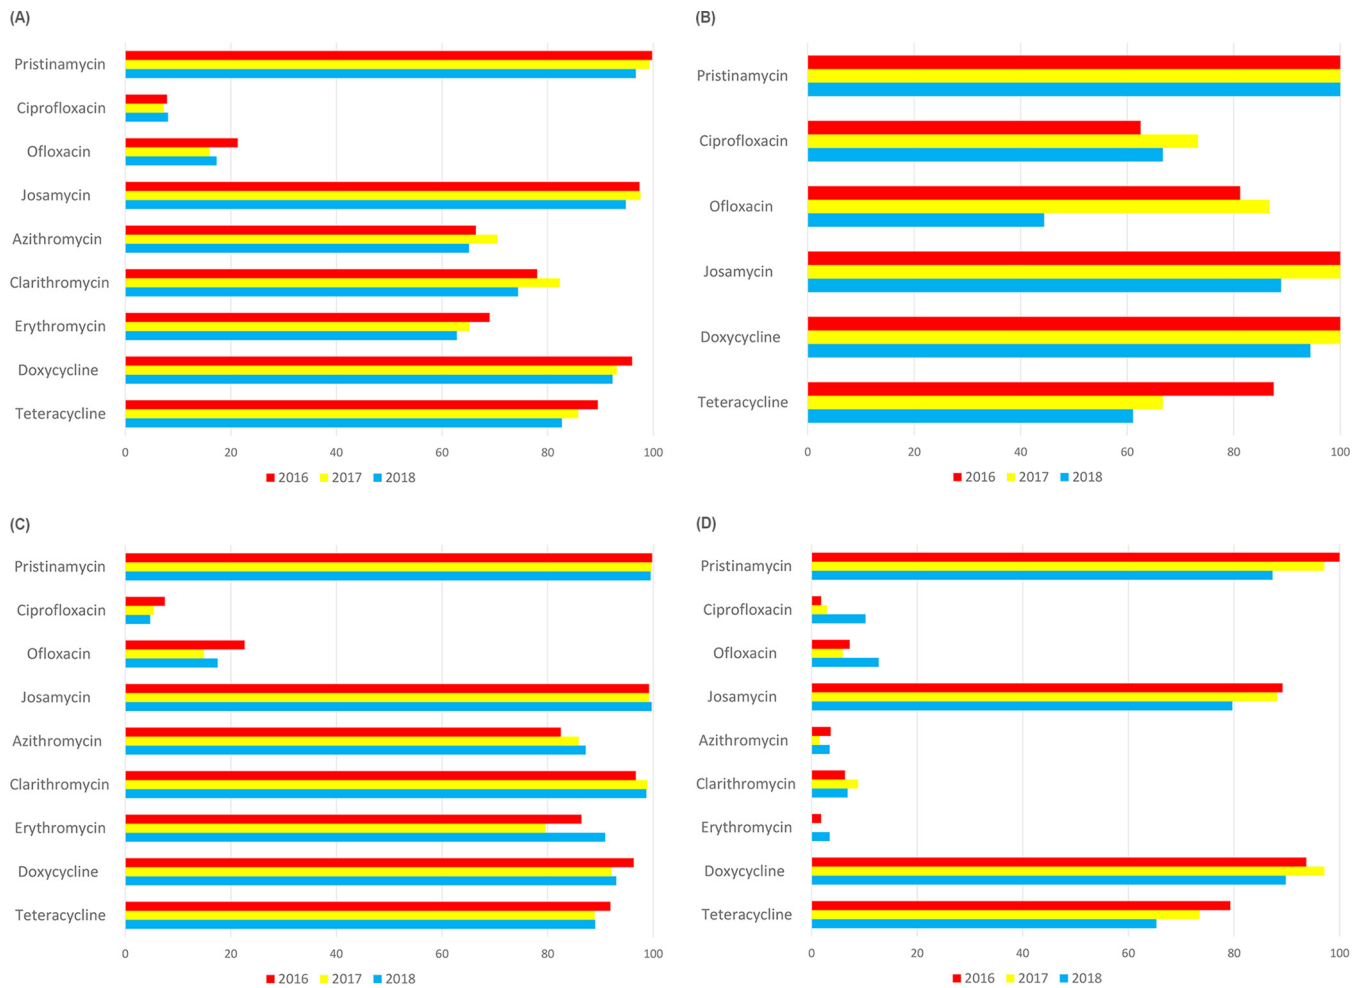 (A)
Pristinamycin
Ciprofloxacin
Ofloxacin
Josamycin
Azithromycin
Clarithromycin
Erythromycin
Doxycycline
Teteracycline
0 20 40 60 80 100
2016 2017 2018
(B)
Pristinamycin
Ciprofloxacin
Ofloxacin
Josamycin
Doxycycline
Teteracycline
0 20 40 60 80 100
2016 2017 2018
(C)
Pristinamycin
Ciprofloxacin
Ofloxacin
Josamycin
Azithromycin
Clarithromycin
Erythromycin
Doxycycline
Teteracycline
0 20 40 60 80 100
2016 2017 2018
(D)
Pristinamycin
Ciprofloxacin
Ofloxacin
Josamycin
Azithromycin
Clarithromycin
Erythromycin
Doxycycline
Teteracycline
0 20 40 60 80 100
2016 2017 2018